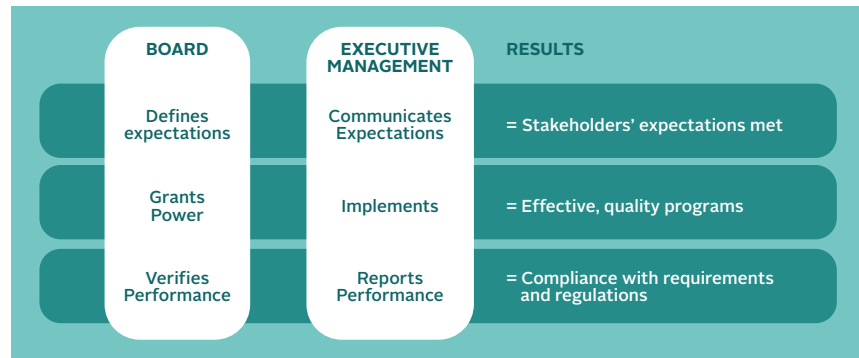 BOARD
EXECUTIVE
MANAGEMENT
RESULTS
Defines
expectations
Communicates
Expectations
= Stakeholders’ expectations met
Grants
Power
Implements
= Effective, quality programs
Verifies
Performance
Reports
Performance
= Compliance with requirements
and regulations